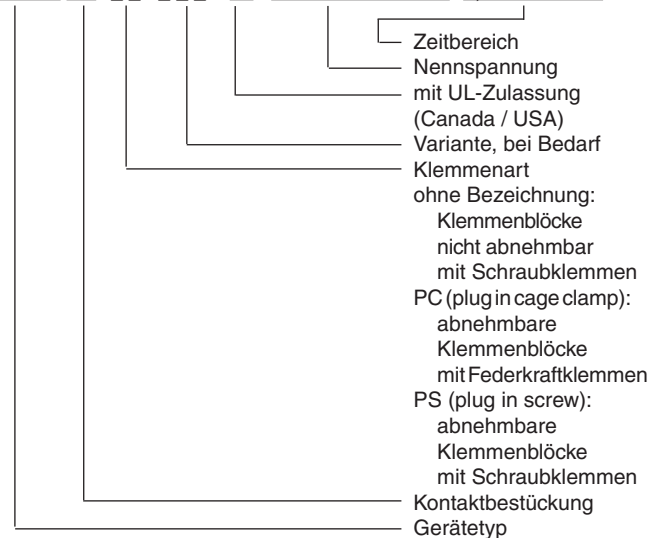 Zeitbereich
Nennspannung
mit UL-Zulassung
(Canada / USA)
Variante, bei Bedarf
Klemmenart
ohne Bezeichnung:
Klemmenblöcke
nicht abnehmbar
mit Schraubklemmen
PC (plug in cage clamp):
abnehmbare
Klemmenblöcke
mit Federkraftklemmen
PS (plug in screw):
abnehmbare
Klemmenblöcke
mit Schraubklemmen
Kontaktbestückung
Gerätetyp